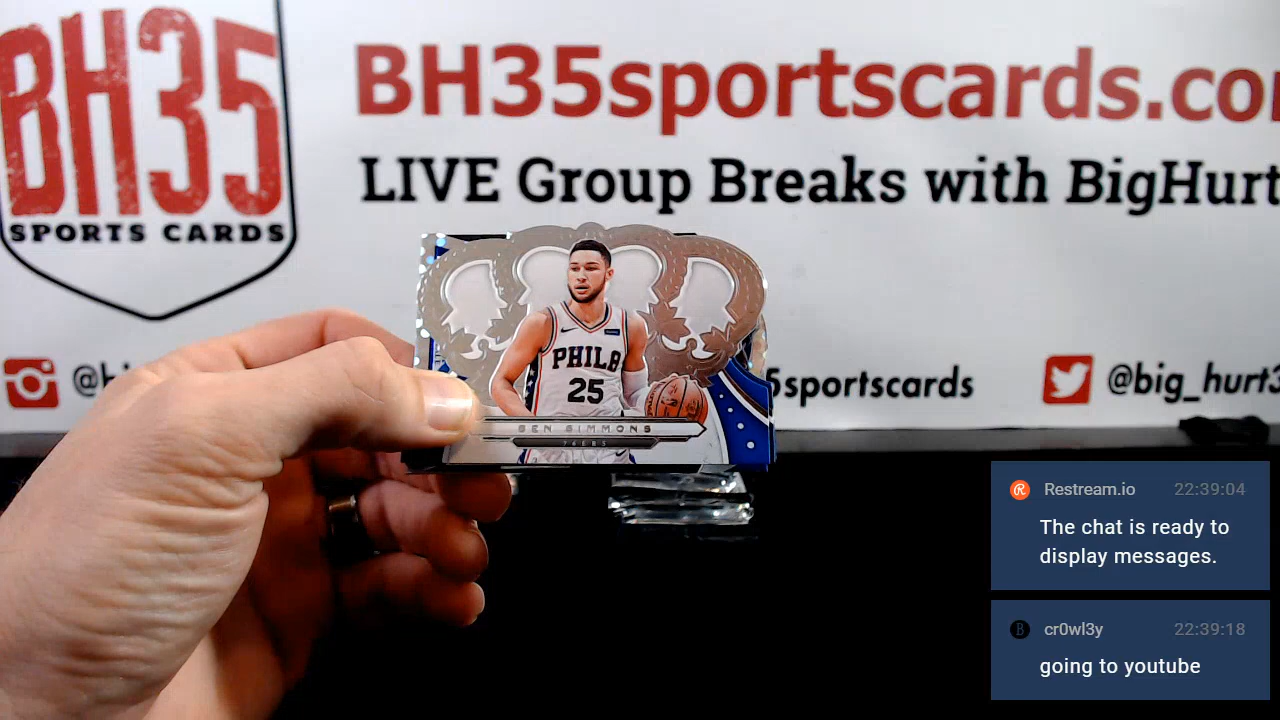 BH35
SPORTS CARDS
BH35sportscards.co
LIVE Group Breaks with BigHurt
@b
5sportscards
@big_hurt3
PHILA
25
BEN SIMMONS
76ERS
Restream.io 22:39:04
The chat is ready to
display messages.
cr0wl3y 22:39:18
going to youtube